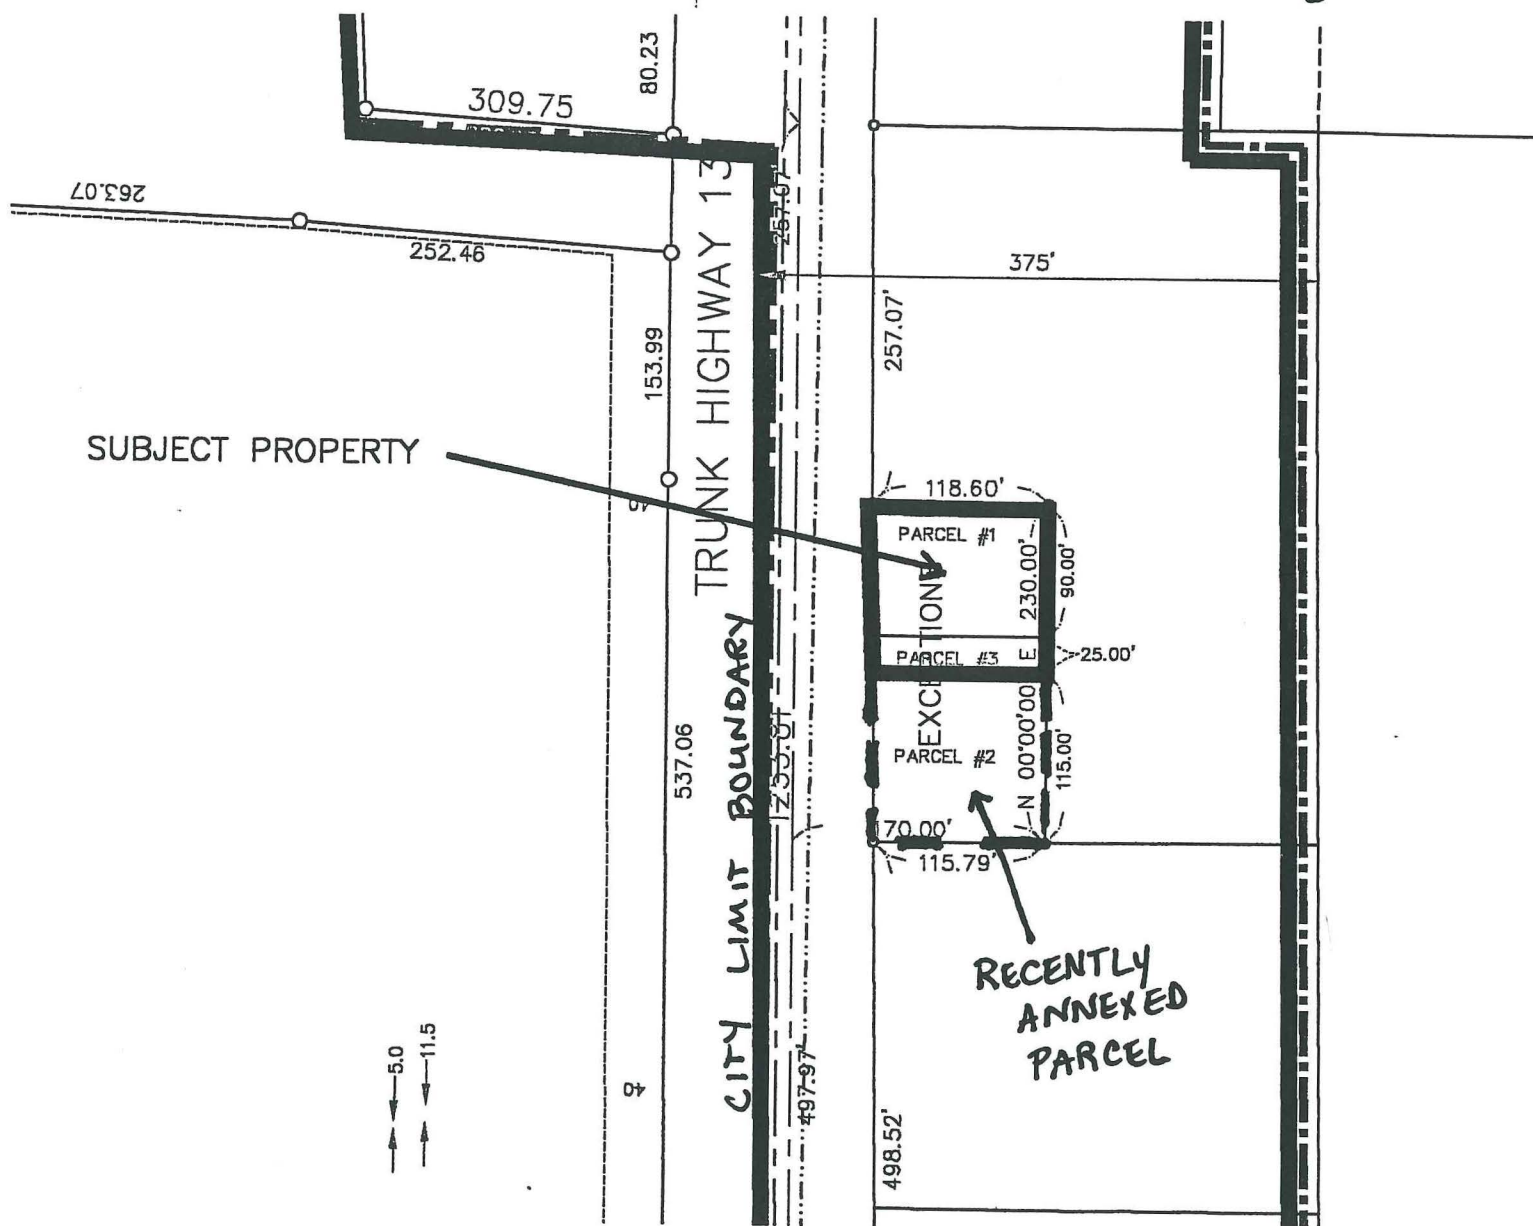 80.23
309.75
263.07
252.46
TRUNK HIGHWAY 13
257.07'
375'
257.07'
153.99
SUBJECT PROPERTY
40
118.60'
PARCEL #1
EXCEPTION
N 00°00'00" E 230.00'
90.00'
PARCEL #3
25.00'
CITY LIMIT BOUNDARY
537.06
PARCEL #2
115.00'
115.79'
RECENTLY
ANNEXED
PARCEL
5.0
11.5
40
497.97'
498.52'